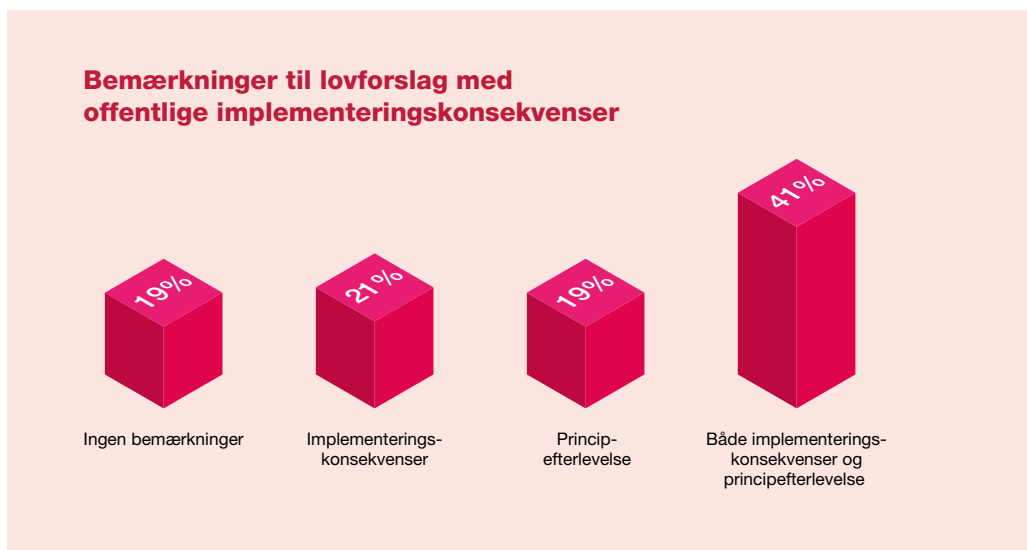 Bemærkninger til lovforslag med
offentlige implementeringskonsekvenser
19%
21%
19%
41%
Ingen bemærkninger
Implementerings-
konsekvenser
Princip-
efterlevelse
Både implementerings-
konsekvenser og
principefterlevelse